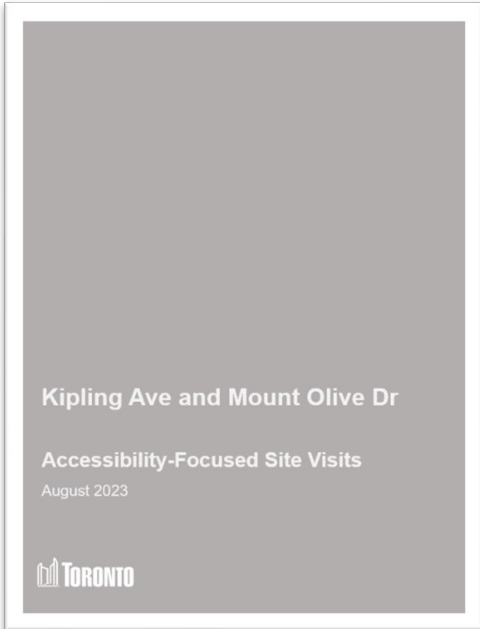 Kipling Ave and Mount Olive Dr
Accessibility-Focused Site Visits
August 2023
TORONTO